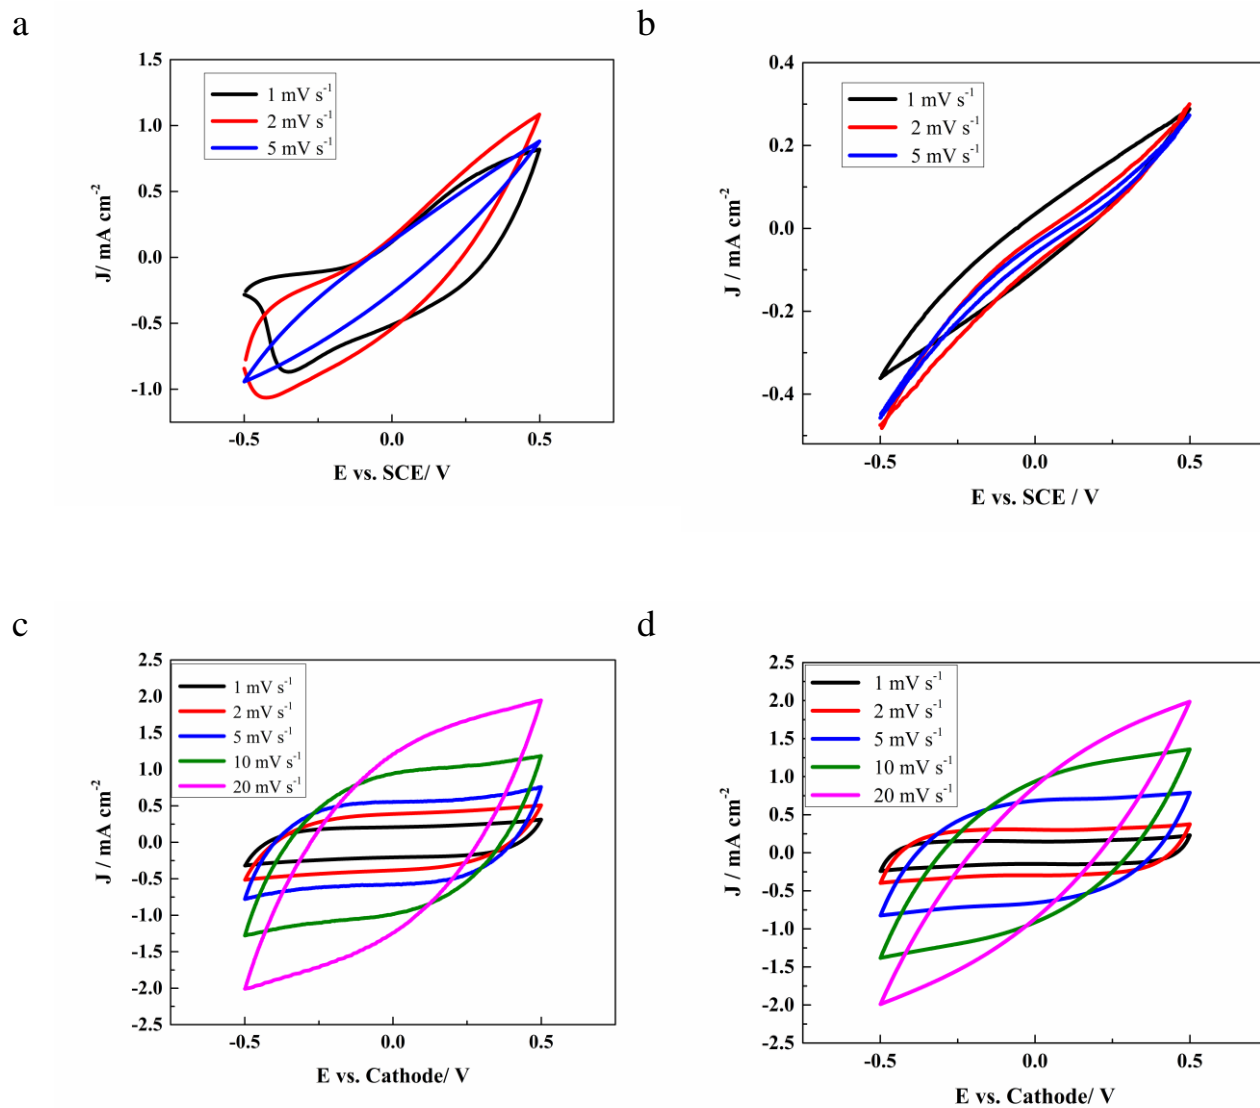 a
1.5
1.0
0.5
0.0
-0.5
-1.0
J/ mA cm-2
1 mV s-1
2 mV s-1
5 mV s-1
-0.5 0.0 0.5
E vs. SCE/ V
b
0.4
0.2
0.0
-0.2
-0.4
J / mA cm-2
1 mV s-1
2 mV s-1
5 mV s-1
-0.5 0.0 0.5
E vs. SCE / V
c
2.5
2.0
1.5
1.0
0.5
0.0
-0.5
-1.0
-1.5
-2.0
-2.5
J / mA cm-2
1 mV s-1
2 mV s-1
5 mV s-1
10 mV s-1
20 mV s-1
-0.5 0.0 0.5
E vs. Cathode/ V
d
2.5
2.0
1.5
1.0
0.5
0.0
-0.5
-1.0
-1.5
-2.0
-2.5
J / mA cm-2
1 mV s-1
2 mV s-1
5 mV s-1
10 mV s-1
20 mV s-1
-0.5 0.0 0.5
E vs. Cathode/ V